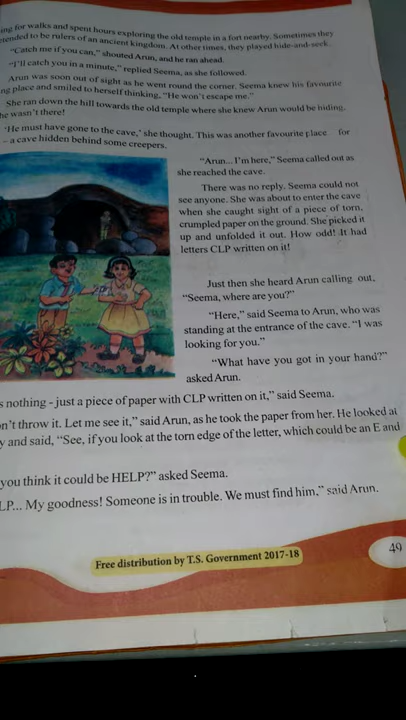 ing for walks and spent hours exploring the old temple in a fort nearby. Sometimes they
etended to be rulers of an ancient kingdom. At other times, they played hide-and-seek.
“Catch me if you can,” shouted Arun, and he ran ahead.
“I’ll catch you in a minute,” replied Seema, as she followed.
Arun was soon out of sight as he went round the corner. Seema knew his favourite
ng place and smiled to herself thinking, “He won’t escape me.”
She ran down the hill towards the old temple where she knew Arun would be hiding.
he wasn’t there!
‘He must have gone to the cave,’ she thought. This was another favourite place for
– a cave hidden behind some creepers.
“Arun... I’m here,” Seema called out as
she reached the cave.
There was no reply. Seema could not
see anyone. She was about to enter the cave
when she caught sight of a piece of torn,
crumpled paper on the ground. She picked it
up and unfolded it out. How odd! It had
letters CLP written on it!
Just then she heard Arun calling out,
“Seema, where are you?”
“Here,” said Seema to Arun, who was
standing at the entrance of the cave. “I was
looking for you.”
“What have you got in your hand?”
asked Arun.
s nothing - just a piece of paper with CLP written on it,” said Seema.
n’t throw it. Let me see it,” said Arun, as he took the paper from her. He looked at
y and said, “See, if you look at the torn edge of the letter, which could be an E and
you think it could be HELP?” asked Seema.
LP... My goodness! Someone is in trouble. We must find him,” said Arun.
Free distribution by T.S. Government 2017-18
49